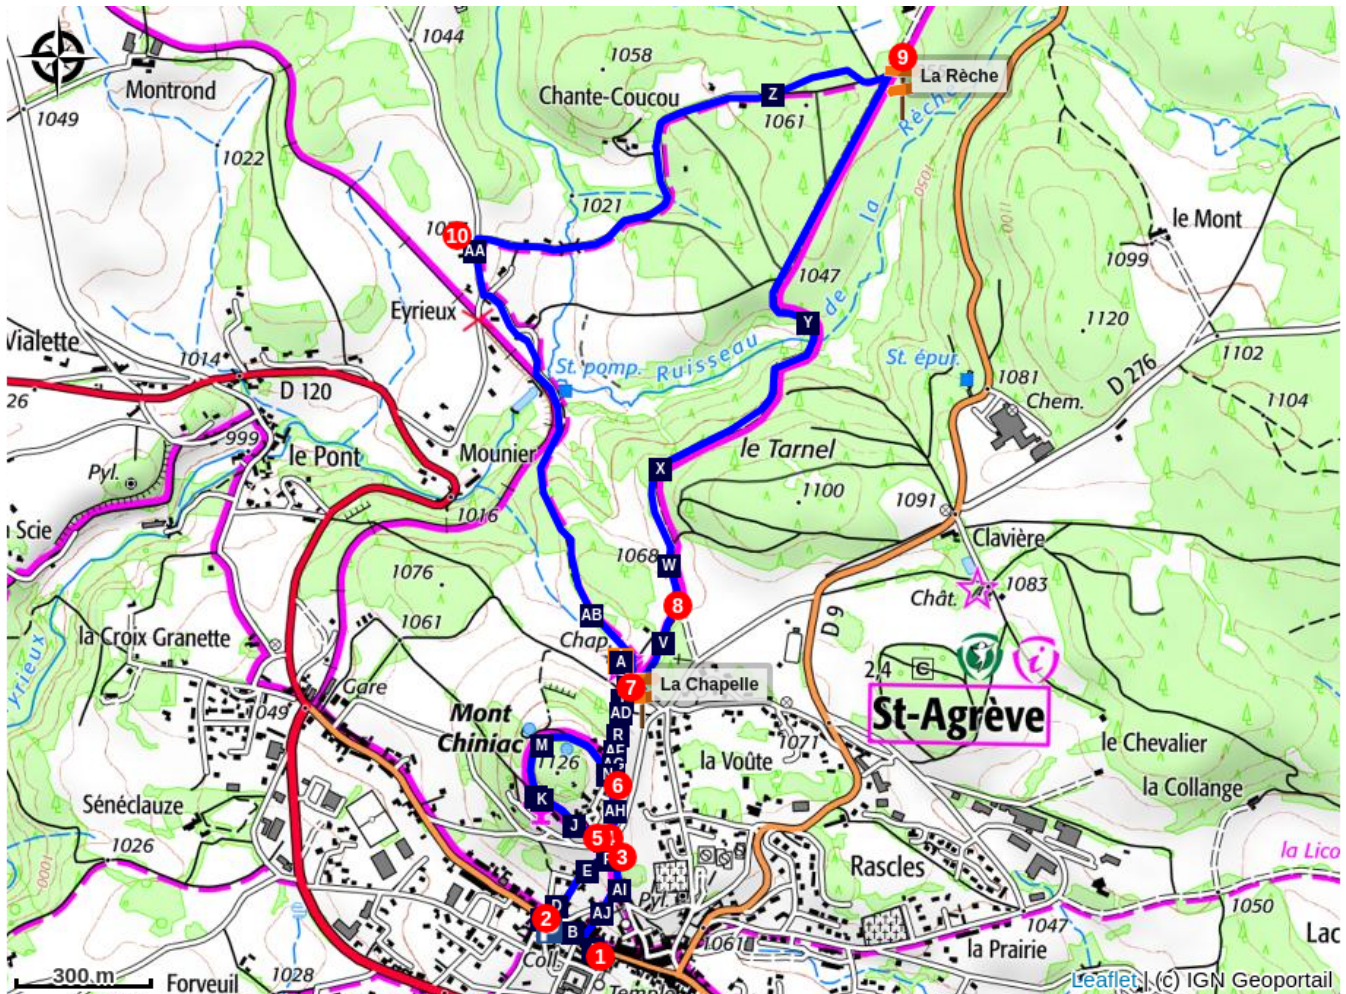 1044
1058
9
La Rèche
Montrond
Chante-Coucou
Z
1061
1049
Rèche
1022
la
1050
1100
1021
le Mont
10
AA
1099
1047
de
Eyrieux
Y
1120
Vialette
1014
St. pomp.
Ruisseau
St. épur.
1102
26
D 120
1081
D 276
Chem.
1104
999
le Pont
Mounier
le Tarnel
Pyl.
X
1100
1091
Scie
1016
Clavière
1068
W
1076
1083
Chât.
8
AB
1061
D 9
la Croix Granette
Chap.
V
A
2,4 C
Gare
7
La Chapelle
1049
AD
St-Agrève
Mont
Chiniac
R
M
1071
le Chevalier
1126
la Voûte
6
la Collange
K
AH
Sénéclauze
J
5
3
1026
E
Rascles
la Lico
1000
AI
D
Pyl.
AJ
1050
2
B
1047
1061
Lac
Coll.
1
la Prairie
1028
300 m
Forveuil
Temple
Leaflet | (c) IGN Geoportail